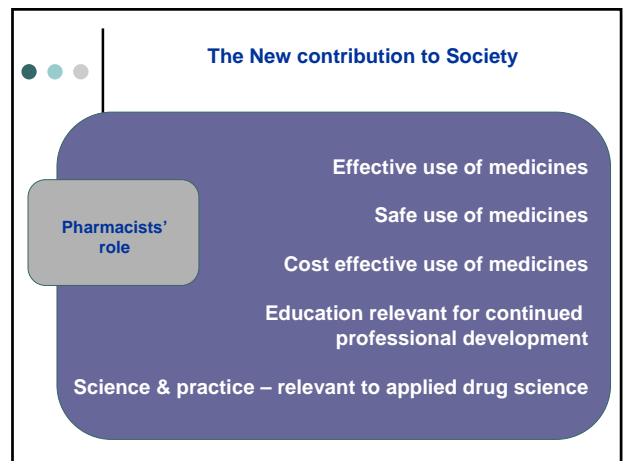 The New contribution to Society
Pharmacists’
role
Effective use of medicines
Safe use of medicines
Cost effective use of medicines
Education relevant for continued
professional development
Science & practice – relevant to applied drug science